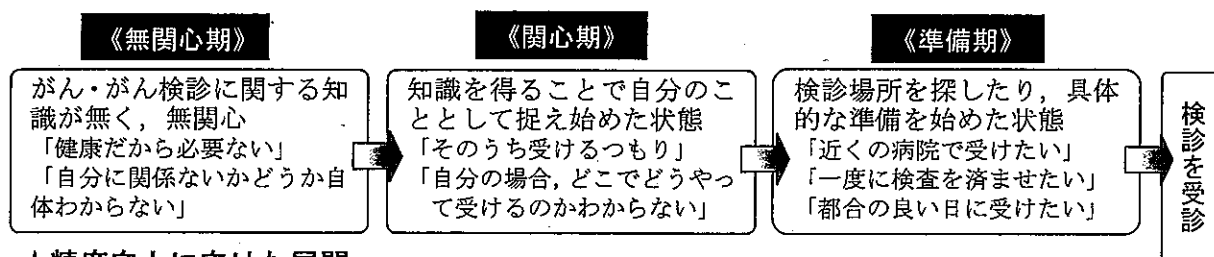 《無関心期》
がん・がん検診に関する知
識が無く,無関心
「健康だから必要ない」
「自分に関係ないかどうか自
体わからない」
《関心期》
知識を得ることで自分のこ
ととして捉え始めた状態
「そのうち受けるつもり」
「自分の場合,どこでどうやっ
て受けるのかわからない」
《準備期》
検診場所を探したり,具体
的な準備を始めた状態
「近くの病院で受けたい」
「一度に検査を済ませたい」
「都合の良い日に受けたい」
検診を受診